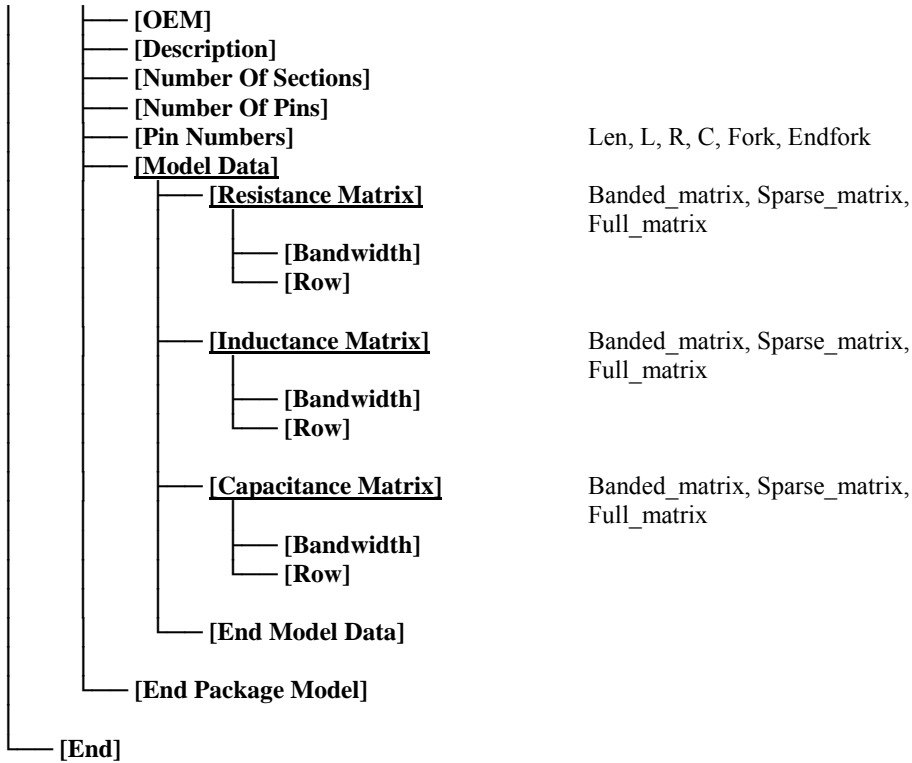 [OEM]
[Description]
[Number Of Sections]
[Number Of Pins]
[Pin Numbers] Len, L, R, C, Fork, Endfork
[Model Data]
[Resistance Matrix] Banded_matrix, Sparse_matrix,
Full_matrix
[Bandwidth]
[Row]
[Inductance Matrix] Banded_matrix, Sparse_matrix,
Full_matrix
[Bandwidth]
[Row]
[Capacitance Matrix] Banded_matrix, Sparse_matrix,
Full_matrix
[Bandwidth]
[Row]
[End Model Data]
[End Package Model]
[End]